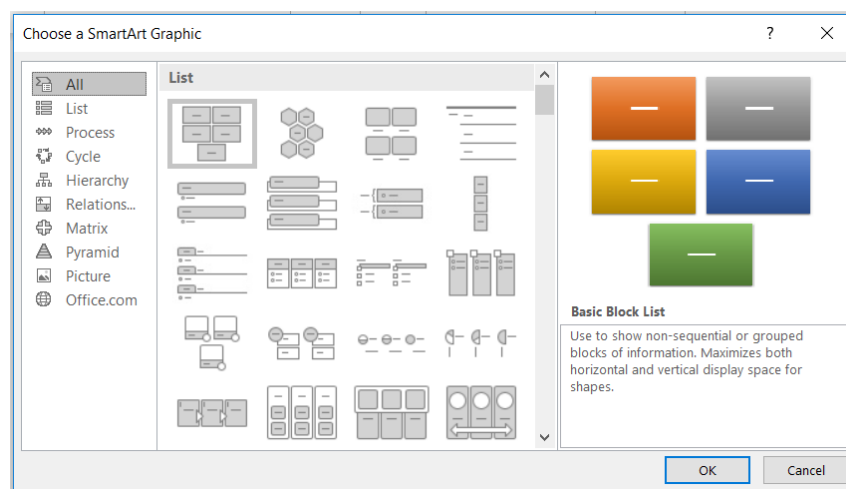 Choose a SmartArt Graphic
?
All
List
Process
Cycle
Hierarchy
Relations...
Matrix
Pyramid
Picture
Office.com
List
Basic Block List
Use to show non-sequential or grouped
blocks of information. Maximizes both
horizontal and vertical display space for
shapes.
OK
Cancel